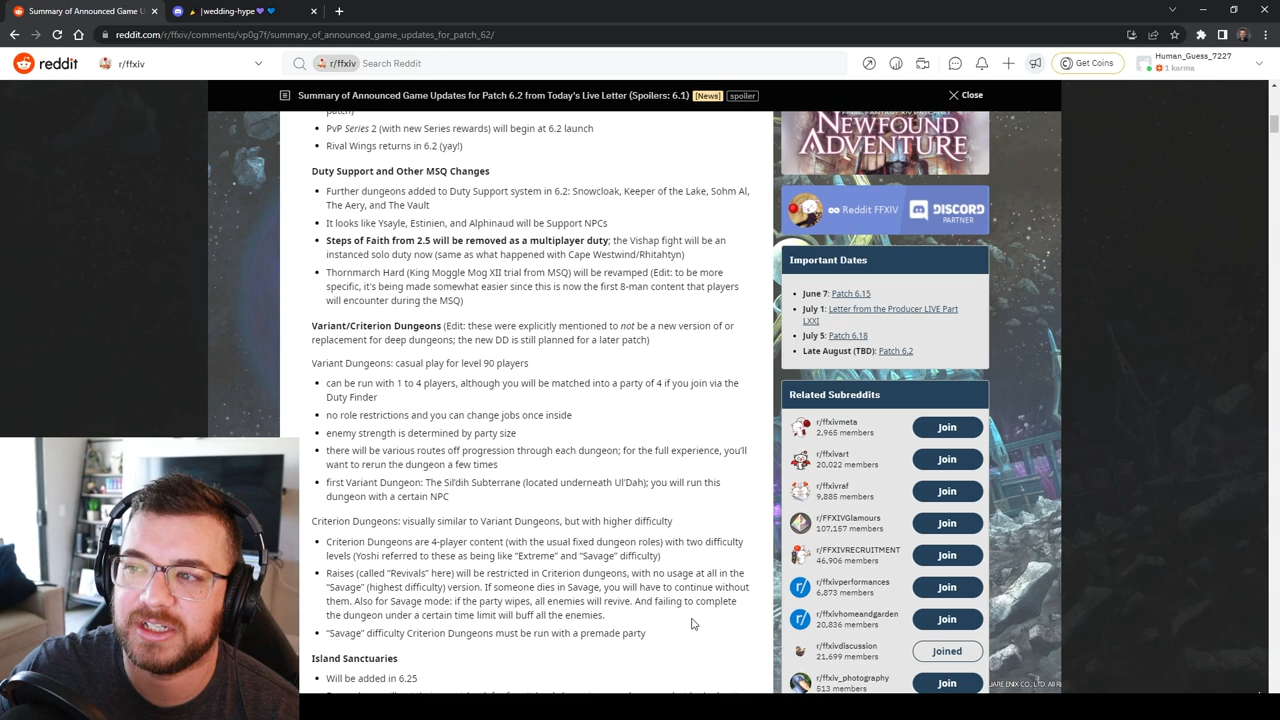 Summary of Announced Game U
|wedding-hype
reddit.com/r/ffxiv/comments/vp0g7f/summary_of_announced_game_updates_for_patch_62/
reddit
r/ffxiv
r/ffxiv
Search Reddit
Get Coins
Human_Guess_7227
1 karma
Summary of Announced Game Updates for Patch 6.2 from Today's Live Letter (Spoilers: 6.1)
[News]
spoiler
Close
patch)
• PvP Series 2 (with new Series rewards) will begin at 6.2 launch
• Rival Wings returns in 6.2 (yay!)
Duty Support and Other MSQ Changes
• Further dungeons added to Duty Support system in 6.2: Snowcloak, Keeper of the Lake, Sohm Al,
The Aery, and The Vault
• It looks like Ysayle, Estinien, and Alphinaud will be Support NPCs
• Steps of Faith from 2.5 will be removed as a multiplayer duty; the Vishap fight will be an
instanced solo duty now (same as what happened with Cape Westwind/Rhitahtyn)
• Thornmarch Hard (King Moggle Mog XII trial from MSQ) will be revamped (Edit: to be more
specific, it's being made somewhat easier since this is now the first 8-man content that players
will encounter during the MSQ)
Variant/Criterion Dungeons (Edit: these were explicitly mentioned to not be a new version of or
replacement for deep dungeons; the new DD is still planned for a later patch)
Variant Dungeons: casual play for level 90 players
• can be run with 1 to 4 players, although you will be matched into a party of 4 if you join via the
Duty Finder
• no role restrictions and you can change jobs once inside
• enemy strength is determined by party size
• there will be various routes off progression through each dungeon; for the full experience, you'll
want to rerun the dungeon a few times
• first Variant Dungeon: The Sil'dih Subterrane (located underneath Ul'Dah); you will run this
dungeon with a certain NPC
Criterion Dungeons: visually similar to Variant Dungeons, but with higher difficulty
• Criterion Dungeons are 4-player content (with the usual fixed dungeon roles) with two difficulty
levels (Yoshi referred to these as being like "Extreme" and "Savage" difficulty)
• Raises (called "Revivals" here) will be restricted in Criterion dungeons, with no usage at all in the
"Savage" (highest difficulty) version. If someone dies in Savage, you will have to continue without
them. Also for Savage mode: if the party wipes, all enemies will revive. And failing to complete
the dungeon under a certain time limit will buff all the enemies.
• "Savage" difficulty Criterion Dungeons must be run with a premade party
Island Sanctuaries
• Will be added in 6.25
NEWFOUND
ADVENTURE
Reddit FFXIV
DISCORD
PARTNER
Important Dates
• June 7: Patch 6.15
• July 1: Letter from the Producer LIVE Part
LXXI
• July 5: Patch 6.18
• Late August (TBD): Patch 6.2
Related Subreddits
r/ffxivmeta
2,965 members
Join
r/ffxivart
20,022 members
Join
r/ffxivraf
9,885 members
Join
r/FFXIVGlamours
107,157 members
Join
r/FFXIVRECRUITMENT
46,906 members
Join
r/ffxivperformances
6,873 members
Join
r/ffxivhomeandgarden
20,836 members
Join
r/ffxivdiscussion
21,699 members
Joined
r/ffxiv_photography
513 members
Join